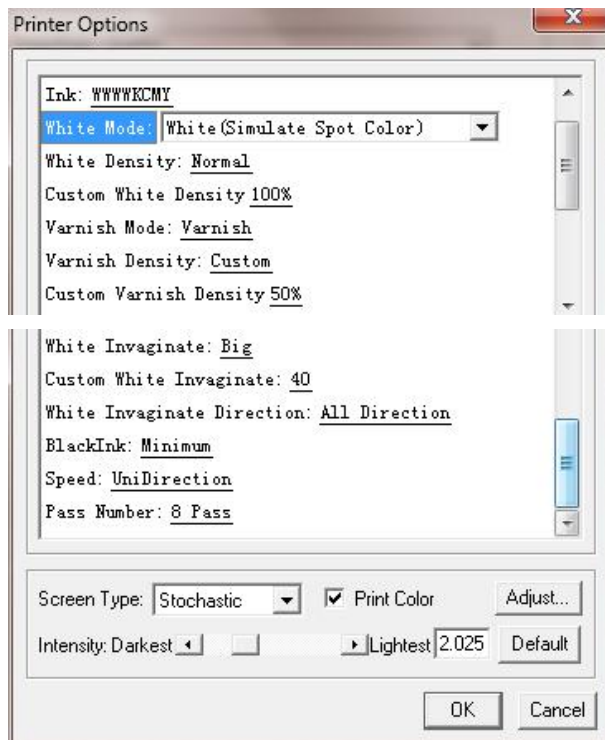 Printer Options
Ink: WWWWKCMY
White Mode: White(Simulate Spot Color)
White Density: Normal
Custom White Density 100%
Varnish Mode: Varnish
Varnish Density: Custom
Custom Varnish Density 50%
White Invaginate: Big
Custom White Invaginate: 40
White Invaginate Direction: All Direction
BlackInk: Minimum
Speed: UniDirection
Pass Number: 8 Pass
Screen Type: Stochastic Print Color Adjust...
Intensity: Darkest Lightest 2.025 Default
OK Cancel